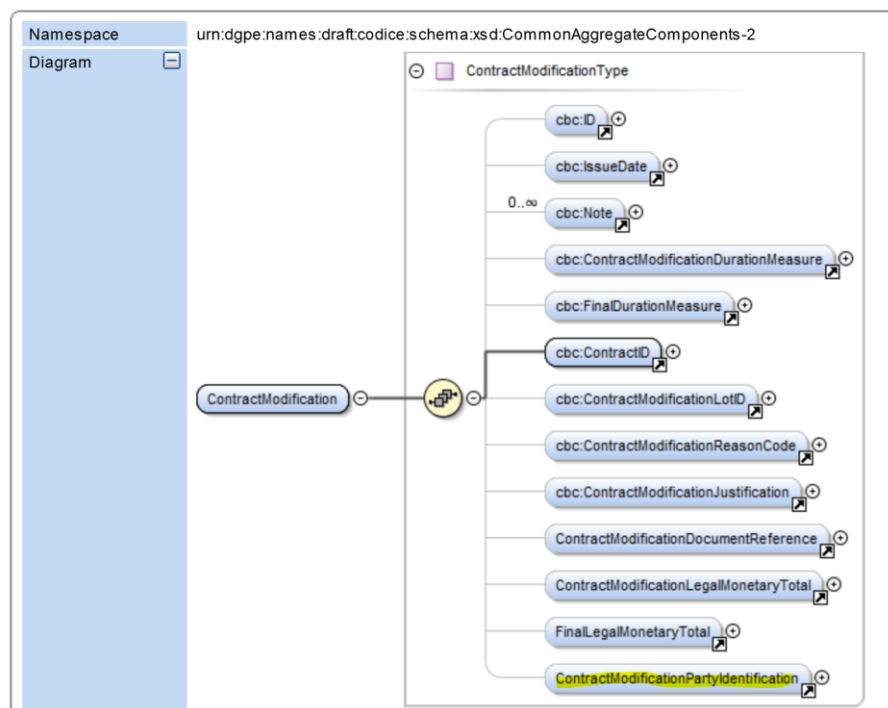 Namespace urn:dgpe:names:draft:codice:schema:xsd:CommonAggregateComponents-2
Diagram
ContractModificationType
cbc:ID
cbc:IssueDate
0..∞
cbc:Note
cbc:ContractModificationDurationMeasure
cbc:FinalDurationMeasure
cbc:ContractID
ContractModification
cbc:ContractModificationLotID
cbc:ContractModificationReasonCode
cbc:ContractModificationJustification
ContractModificationDocumentReference
ContractModificationLegalMonetaryTotal
FinalLegalMonetaryTotal
ContractModificationPartyIdentification